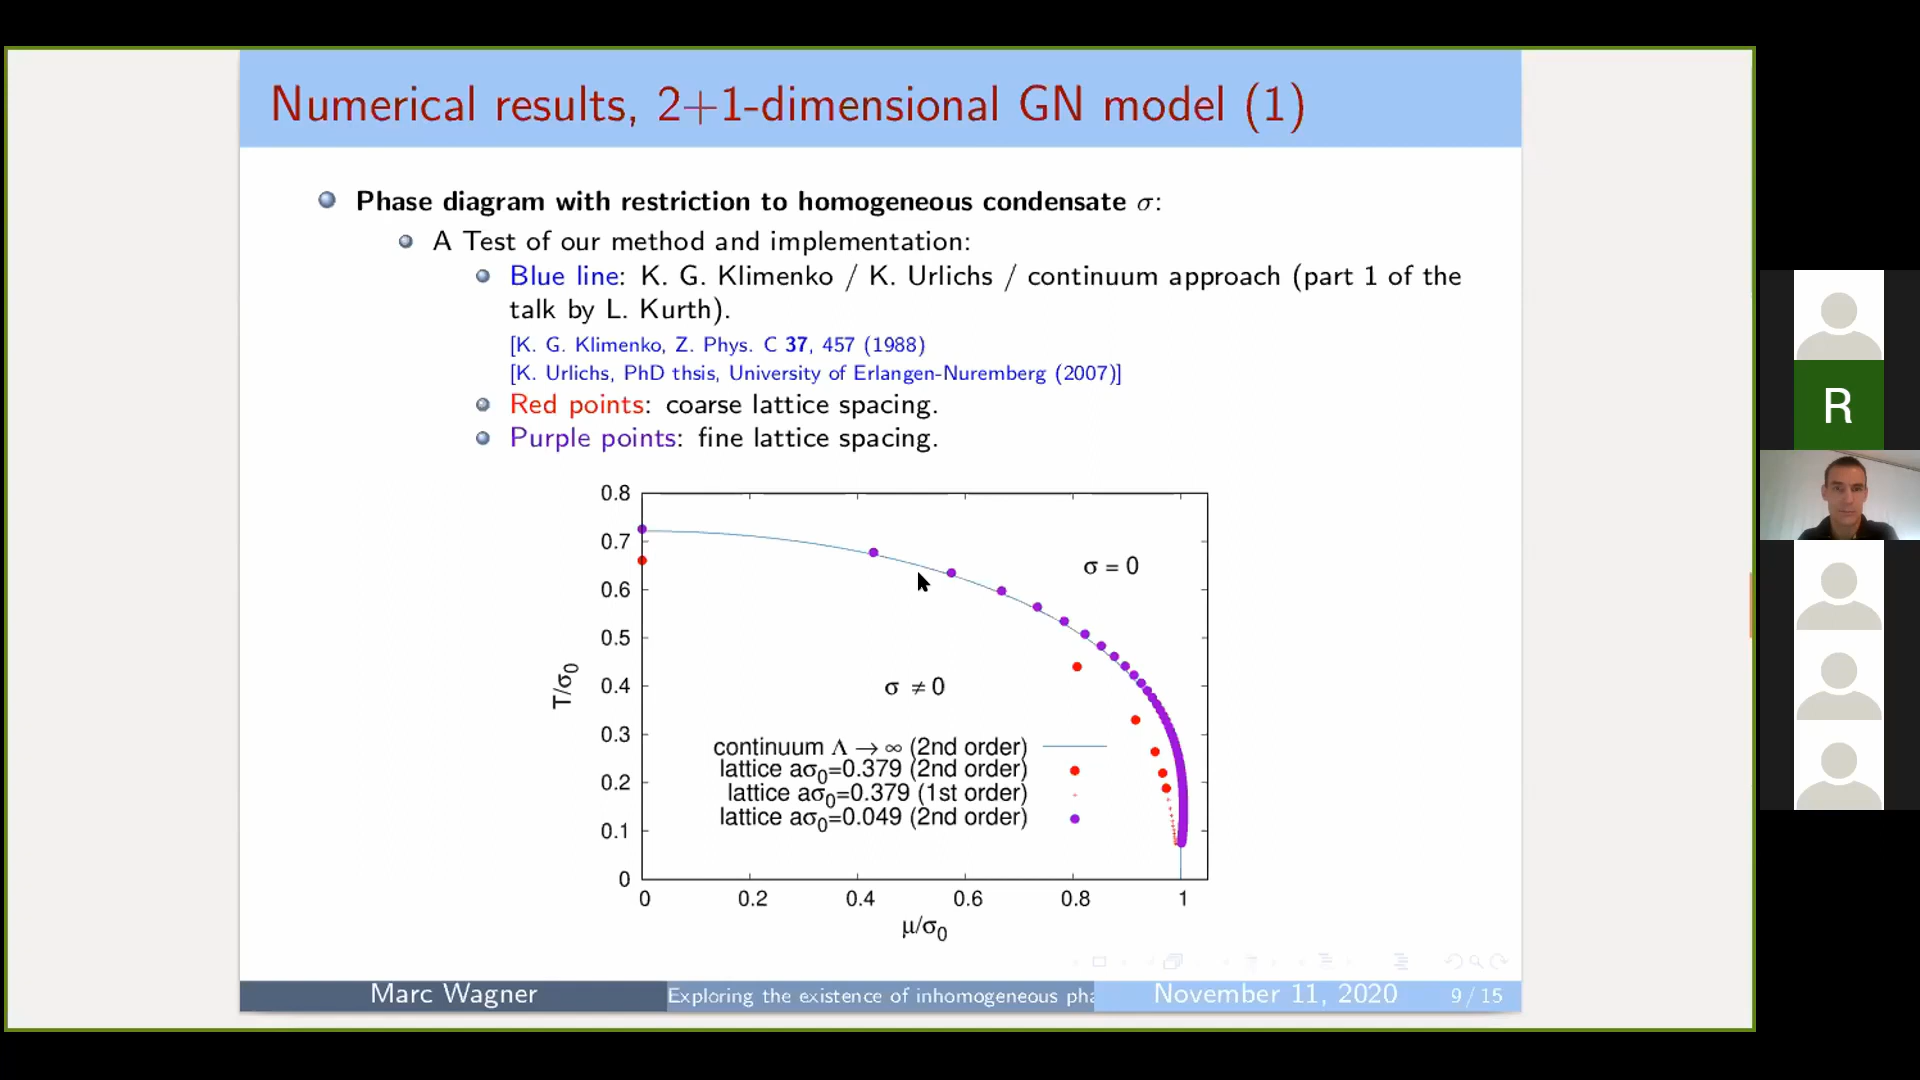 Numerical results, 2+1-dimensional GN model (1)
Phase diagram with restriction to homogeneous condensate σ:
A Test of our method and implementation:
Blue line: K. G. Klimenko / K. Urlichs / continuum approach (part 1 of the
talk by L. Kurth).
[K. G. Klimenko, Z. Phys. C 37, 457 (1988)
[K. Urlichs, PhD thsis, University of Erlangen-Nuremberg (2007)]
Red points: coarse lattice spacing.
Purple points: fine lattice spacing.
0.8
0.7
0.6
0.5
0.4
0.3
0.2
0.1
0
T/σ0
σ = 0
σ ≠ 0
continuum Λ → ∞ (2nd order)
lattice aσ0=0.379 (2nd order)
lattice aσ0=0.379 (1st order)
lattice aσ0=0.049 (2nd order)
0 0.2 0.4 0.6 0.8 1
μ/σ0
Marc Wagner Exploring the existence of inhomogeneous November 11, 2020 9 / 15
R